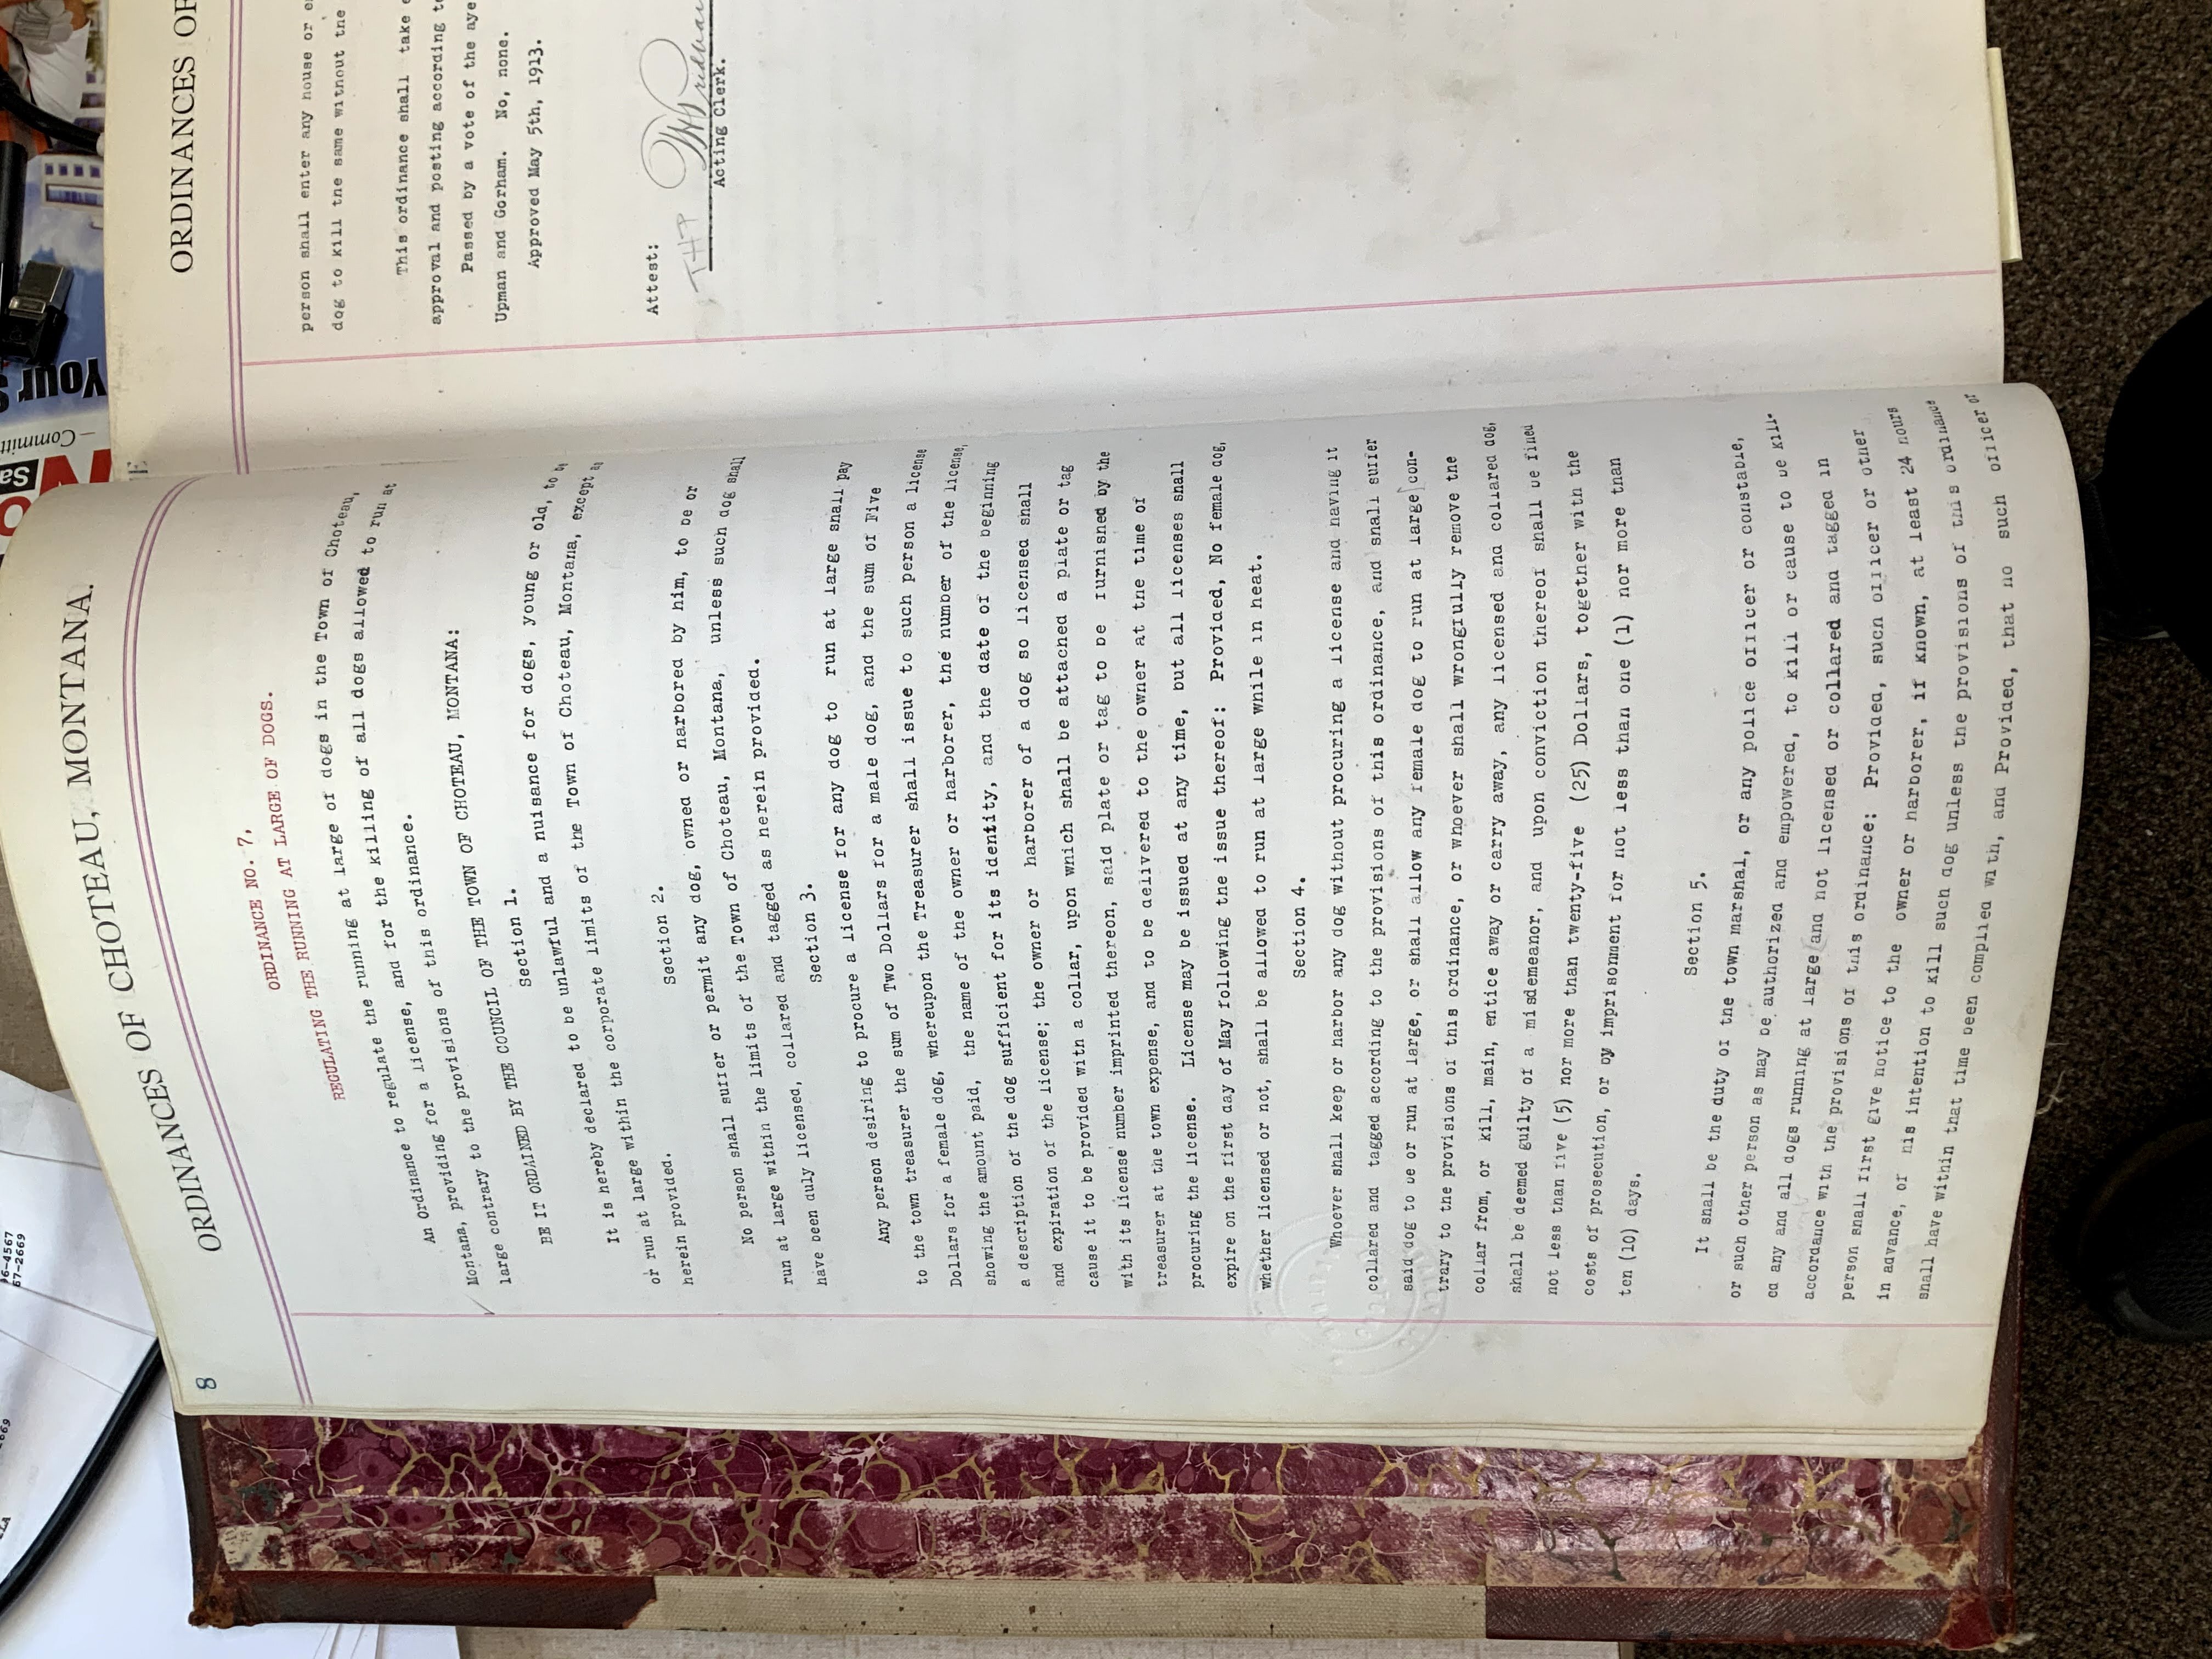 96-4567
67-2669
Committ
YOUR S
8
ORDINANCES OF CHOTEAU, MONTANA.
ORDINANCE NO. 7,
REGULATING THE RUNNING AT LARGE OF DOGS.
An Ordinance to regulate the running at large of dogs in the Town of Choteau,
Montana, providing for a license, and for the killing of all dogs allowed to run at
large contrary to the provisions of this ordinance.
BE IT ORDAINED BY THE COUNCIL OF THE TOWN OF CHOTEAU, MONTANA:
Section 1.
It is hereby declared to be unlawful and a nuisance for dogs, young or old, to be
or run at large within the corporate limits of the Town of Choteau, Montana, except as
herein provided.
Section 2.
No person shall suffer or permit any dog, owned or harbored by him, to be or
run at large within the limits of the Town of Choteau, Montana, unless such dog shall
have been duly licensed, collared and tagged as herein provided.
Section 3.
Any person desiring to procure a license for any dog to run at large shall pay
to the town treasurer the sum of Two Dollars for a male dog, and the sum of Five
Dollars for a female dog, whereupon the Treasurer shall issue to such person a license
showing the amount paid, the name of the owner or harborer, the number of the license,
a description of the dog sufficient for its identity, and the date of the beginning
and expiration of the license; the owner or harborer of a dog so licensed shall
cause it to be provided with a collar, upon which shall be attached a plate or tag
with its license number imprinted thereon, said plate or tag to be furnished by the
treasurer at the town expense, and to be delivered to the owner at the time of
procuring the license. License may be issued at any time, but all licenses shall
expire on the first day of May following the issue thereof: Provided, No female dog,
whether licensed or not, shall be allowed to run at large while in heat.
Section 4.
Whoever shall keep or harbor any dog without procuring a license and having it
collared and tagged according to the provisions of this ordinance, and shall suffer
said dog to be or run at large, or shall allow any female dog to run at large con-
trary to the provisions of this ordinance, or whoever shall wrongfully remove the
collar from, or kill, main, entice away or carry away, any licensed and collared dog,
shall be deemed guilty of a misdemeanor, and upon conviction thereof shall be fined
not less than five (5) nor more than twenty-five (25) Dollars, together with the
costs of prosecution, or by imprisonment for not less than one (1) nor more than
ten (10) days.
Section 5.
It shall be the duty of the town marshal, or any police officer or constable,
or such other person as may be authorized and empowered, to kill or cause to be kill-
ed any and all dogs running at large and not licensed or collared and tagged in
accordance with the provisions of this ordinance: Provided, such officer or other
person shall first give notice to the owner or harborer, if known, at least 24 hours
in advance, of his intention to kill such dog unless the provisions of this ordinance
shall have within that time been complied with, and Provided, that no such officer or
ORDINANCES OF
person shall enter any house or
dog to kill the same without the
This ordinance shall take
approval and posting according
Passed by a vote of the aye
Upman and Gorham. No, none.
Approved May 5th, 1913.
Attest:
THP
Acting Clerk.